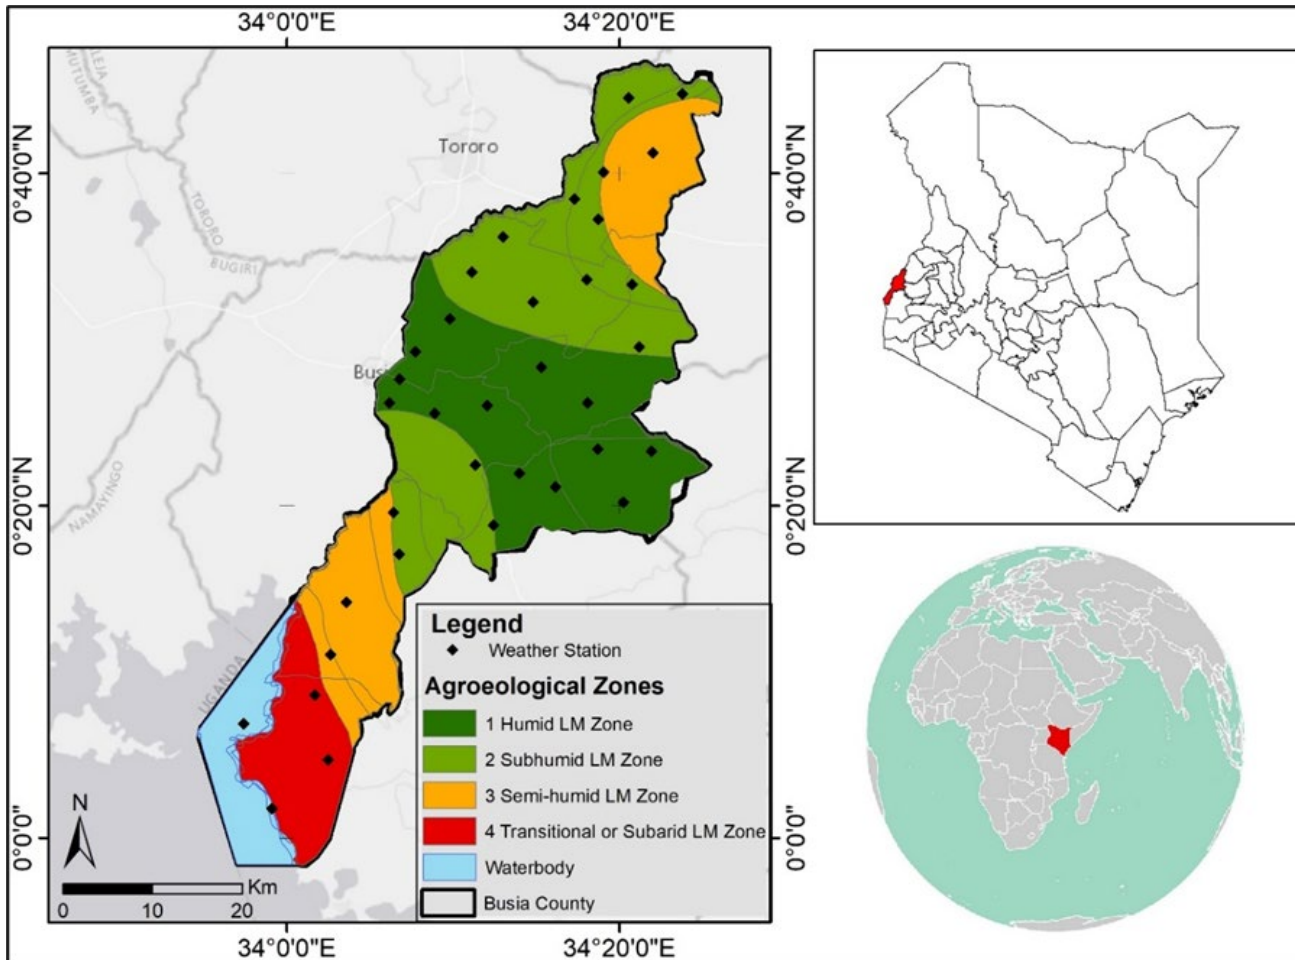 34°0'0"E
34°20'0"E
LEJA
MUTUMBA
Tororo
0°40'0"N
0°40'0"N
TORORO
BUGIRI
Busi
NAMAYINGO
0°20'0"N
0°20'0"N
UGANDA
Legend
Weather Station
Agroeological Zones
1 Humid LM Zone
2 Subhumid LM Zone
3 Semi-humid LM Zone
4 Transitional or Subarid LM Zone
Waterbody
Busia County
N
0°0'0"
0°0'0"
Km
0 10 20
34°0'0"E
34°20'0"E